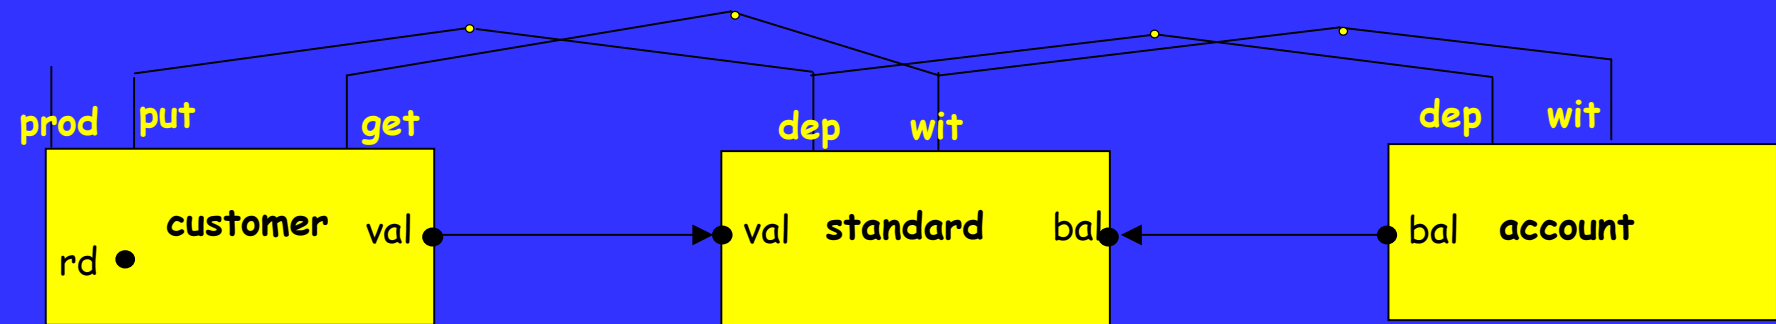 prod put get dep wit dep wit
customer val val standard bal bal account
rd